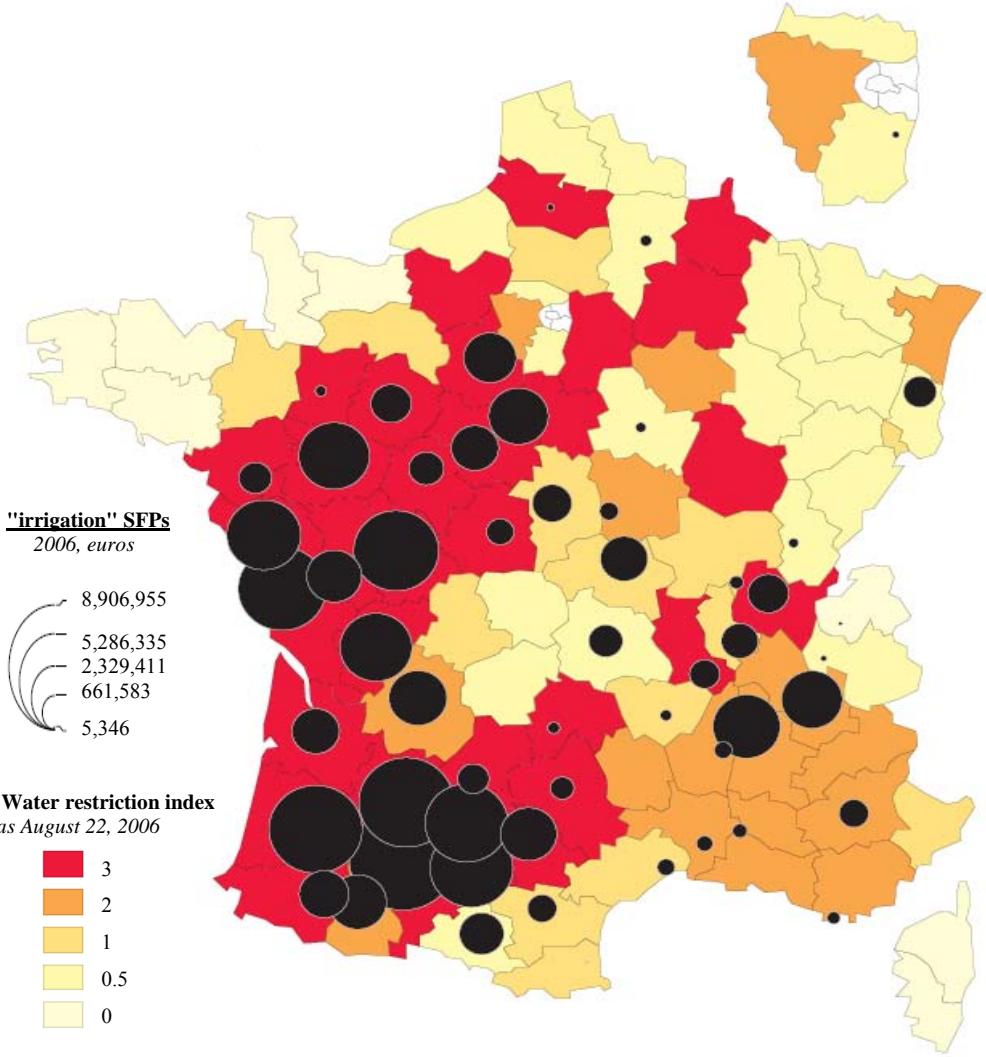 "irrigation" SFPs
2006, euros
8,906,955
5,286,335
2,329,411
661,583
5,346
Water restriction index
as August 22, 2006
3
2
1
0.5
0